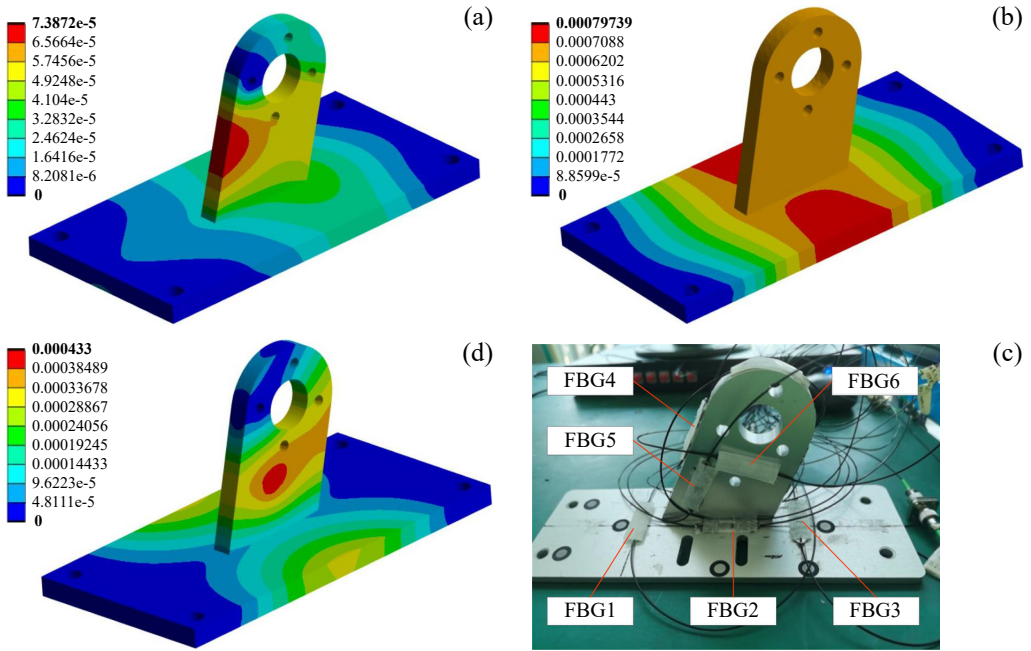 (a)
7.3872e-5
6.5664e-5
5.7456e-5
4.9248e-5
4.104e-5
3.2832e-5
2.4624e-5
1.6416e-5
8.2081e-6
0
(b)
0.00079739
0.0007088
0.0006202
0.0005316
0.000443
0.0003544
0.0002658
0.0001772
8.8599e-5
0
(d)
0.000433
0.00038489
0.00033678
0.00028867
0.00024056
0.00019245
0.00014433
9.6223e-5
4.8111e-5
0
(c)
FBG4
FBG6
FBG5
FBG1
FBG2
FBG3